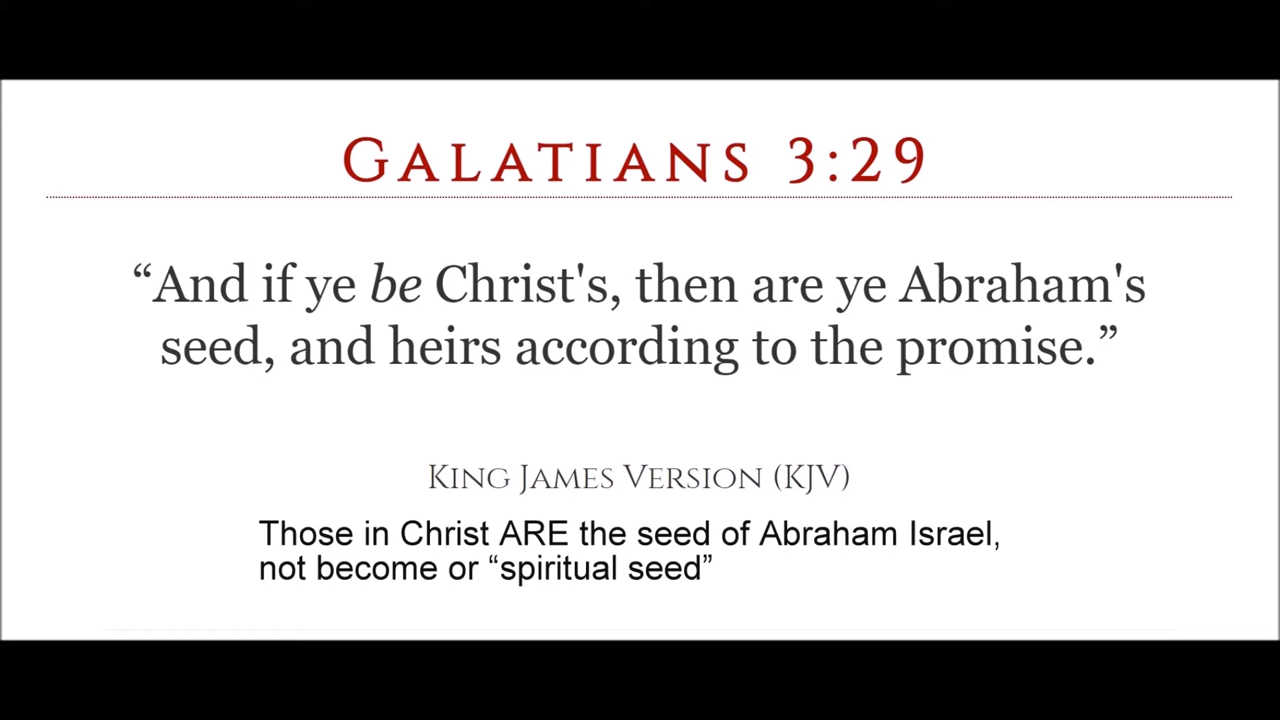 GALATIANS 3:29
“And if ye be Christ's, then are ye Abraham's
seed, and heirs according to the promise.”
KING JAMES VERSION (KJV)
Those in Christ ARE the seed of Abraham Israel,
not become or “spiritual seed”